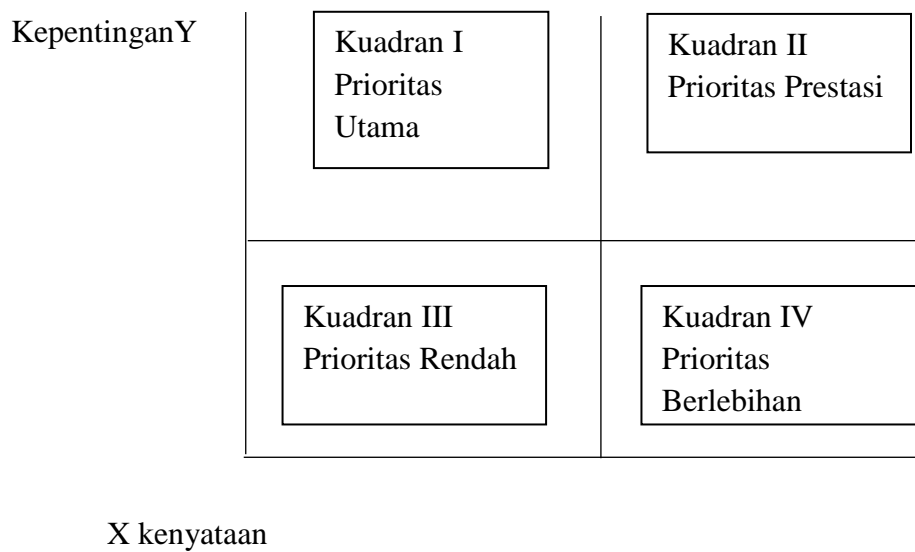 KepentinganY
Kuadran I
Prioritas
Utama
Kuadran II
Prioritas Prestasi
Kuadran III
Prioritas Rendah
Kuadran IV
Prioritas
Berlebihan
X kenyataan